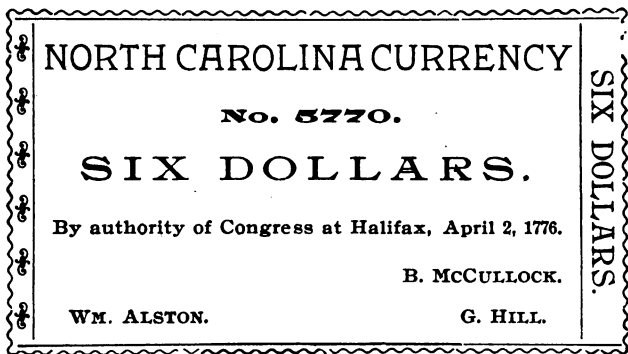 NORTH CAROLINA CURRENCY
No. 5770.
SIX DOLLARS.
By authority of Congress at Halifax, April 2, 1776.
B. McCULLOCK.
WM. ALSTON. G. HILL.
SIX DOLLARS.